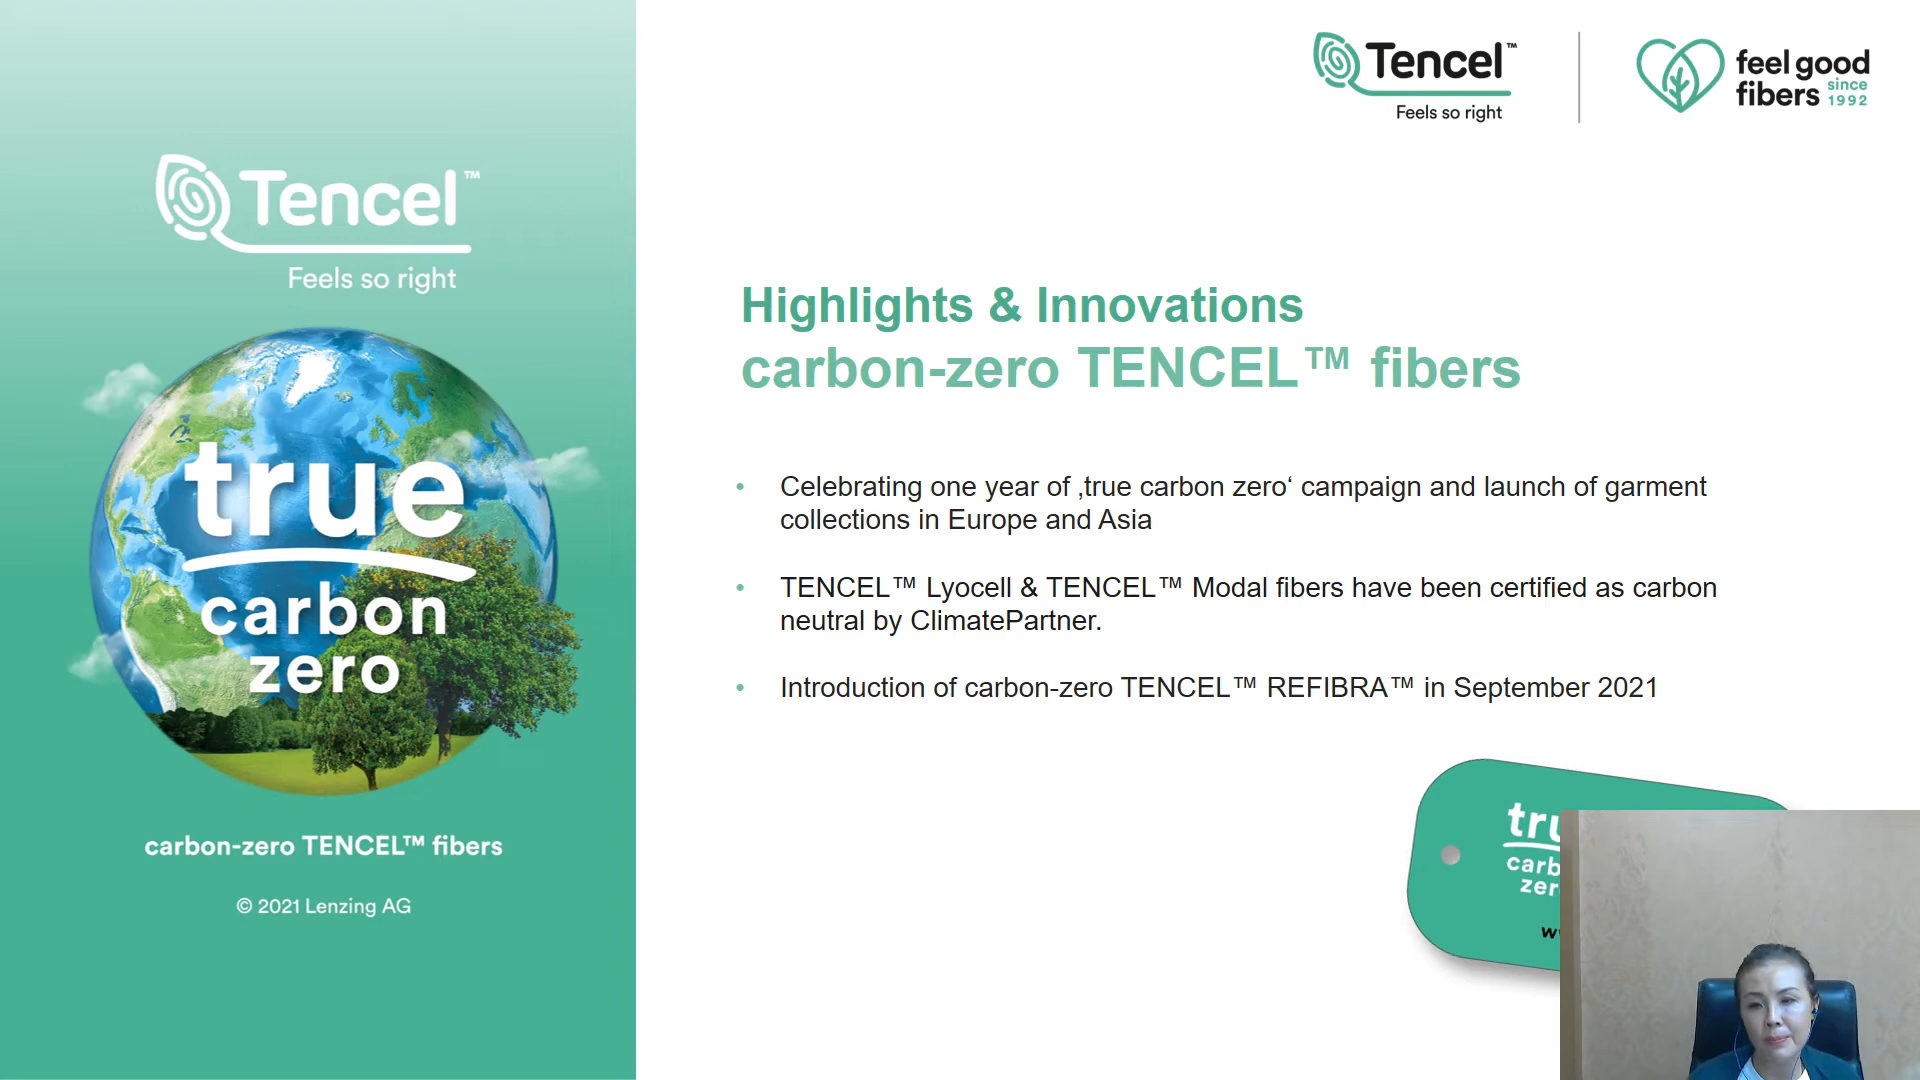 Tencel™
Feels so right
true
carbon
zero
carbon-zero TENCEL™ fibers
© 2021 Lenzing AG
Tencel™
Feels so right
feel good
fibers since
1992
Highlights & Innovations
carbon-zero TENCEL™ fibers
• Celebrating one year of ‚true carbon zero‘ campaign and launch of garment
collections in Europe and Asia
• TENCEL™ Lyocell & TENCEL™ Modal fibers have been certified as carbon
neutral by ClimatePartner.
• Introduction of carbon-zero TENCEL™ REFIBRA™ in September 2021